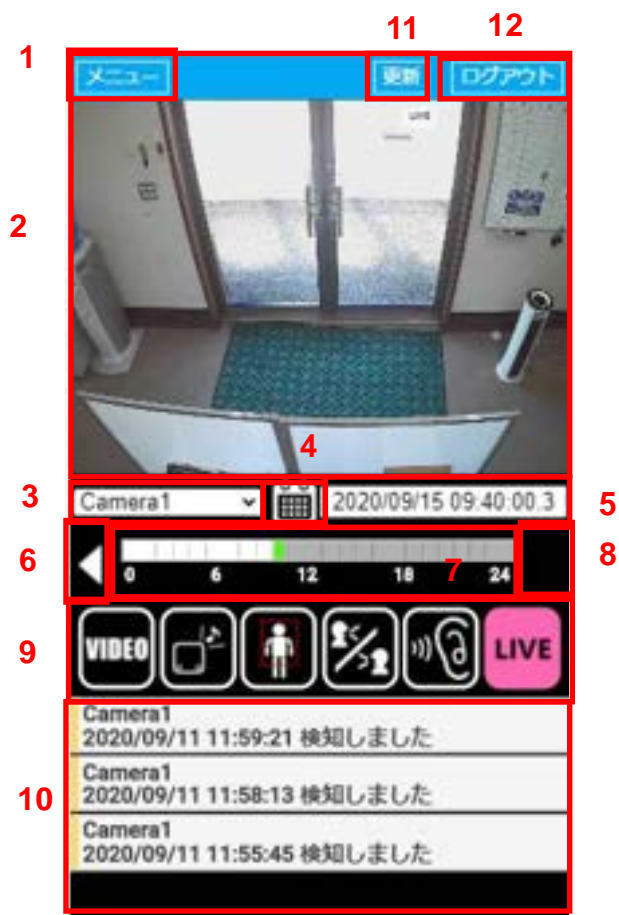 11
12
1
メニュー
更新
ログアウト
LIVE
2
4
3
Camera1
2020/09/15 09:40:00.3
5
6
0 6 12 18 24
7
8
9
VIDEO
LIVE
Camera1
2020/09/11 11:59:21 検知しました
Camera1
2020/09/11 11:58:13 検知しました
10
Camera1
2020/09/11 11:55:45 検知しました